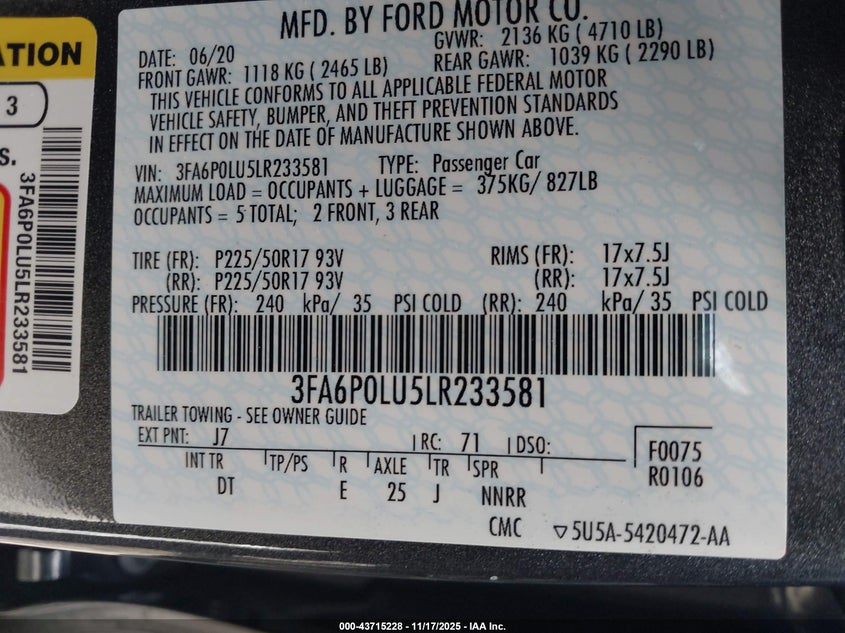 MFD. BY FORD MOTOR CO.
DATE: 06/20 GVWR: 2136 KG ( 4710 LB)
FRONT GAWR: 1118 KG ( 2465 LB) REAR GAWR: 1039 KG ( 2290 LB)
THIS VEHICLE CONFORMS TO ALL APPLICABLE FEDERAL MOTOR
VEHICLE SAFETY, BUMPER, AND THEFT PREVENTION STANDARDS
IN EFFECT ON THE DATE OF MANUFACTURE SHOWN ABOVE.
VIN: 3FA6P0LU5LR233581 TYPE: Passenger Car
MAXIMUM LOAD = OCCUPANTS + LUGGAGE = 375KG/ 827LB
OCCUPANTS = 5 TOTAL; 2 FRONT, 3 REAR
TIRE (FR): P225/50R17 93V RIMS (FR): 17x7.5J
(RR): P225/50R17 93V (RR): 17x7.5J
PRESSURE (FR): 240 kPa/ 35 PSI COLD (RR): 240 kPa/ 35 PSI COLD
3FA6P0LU5LR233581
TRAILER TOWING - SEE OWNER GUIDE
EXT PNT: J7 RC: 71 DSO:
F0075
R0106
INT TR TP/PS R AXLE TR SPR
DT E 25 J NNRR
CMC ▽5U5A-5420472-AA
ATION
3
S.
3FA6P0LU5LR233581
000-43715228 - 11/17/2025 - IAA Inc.